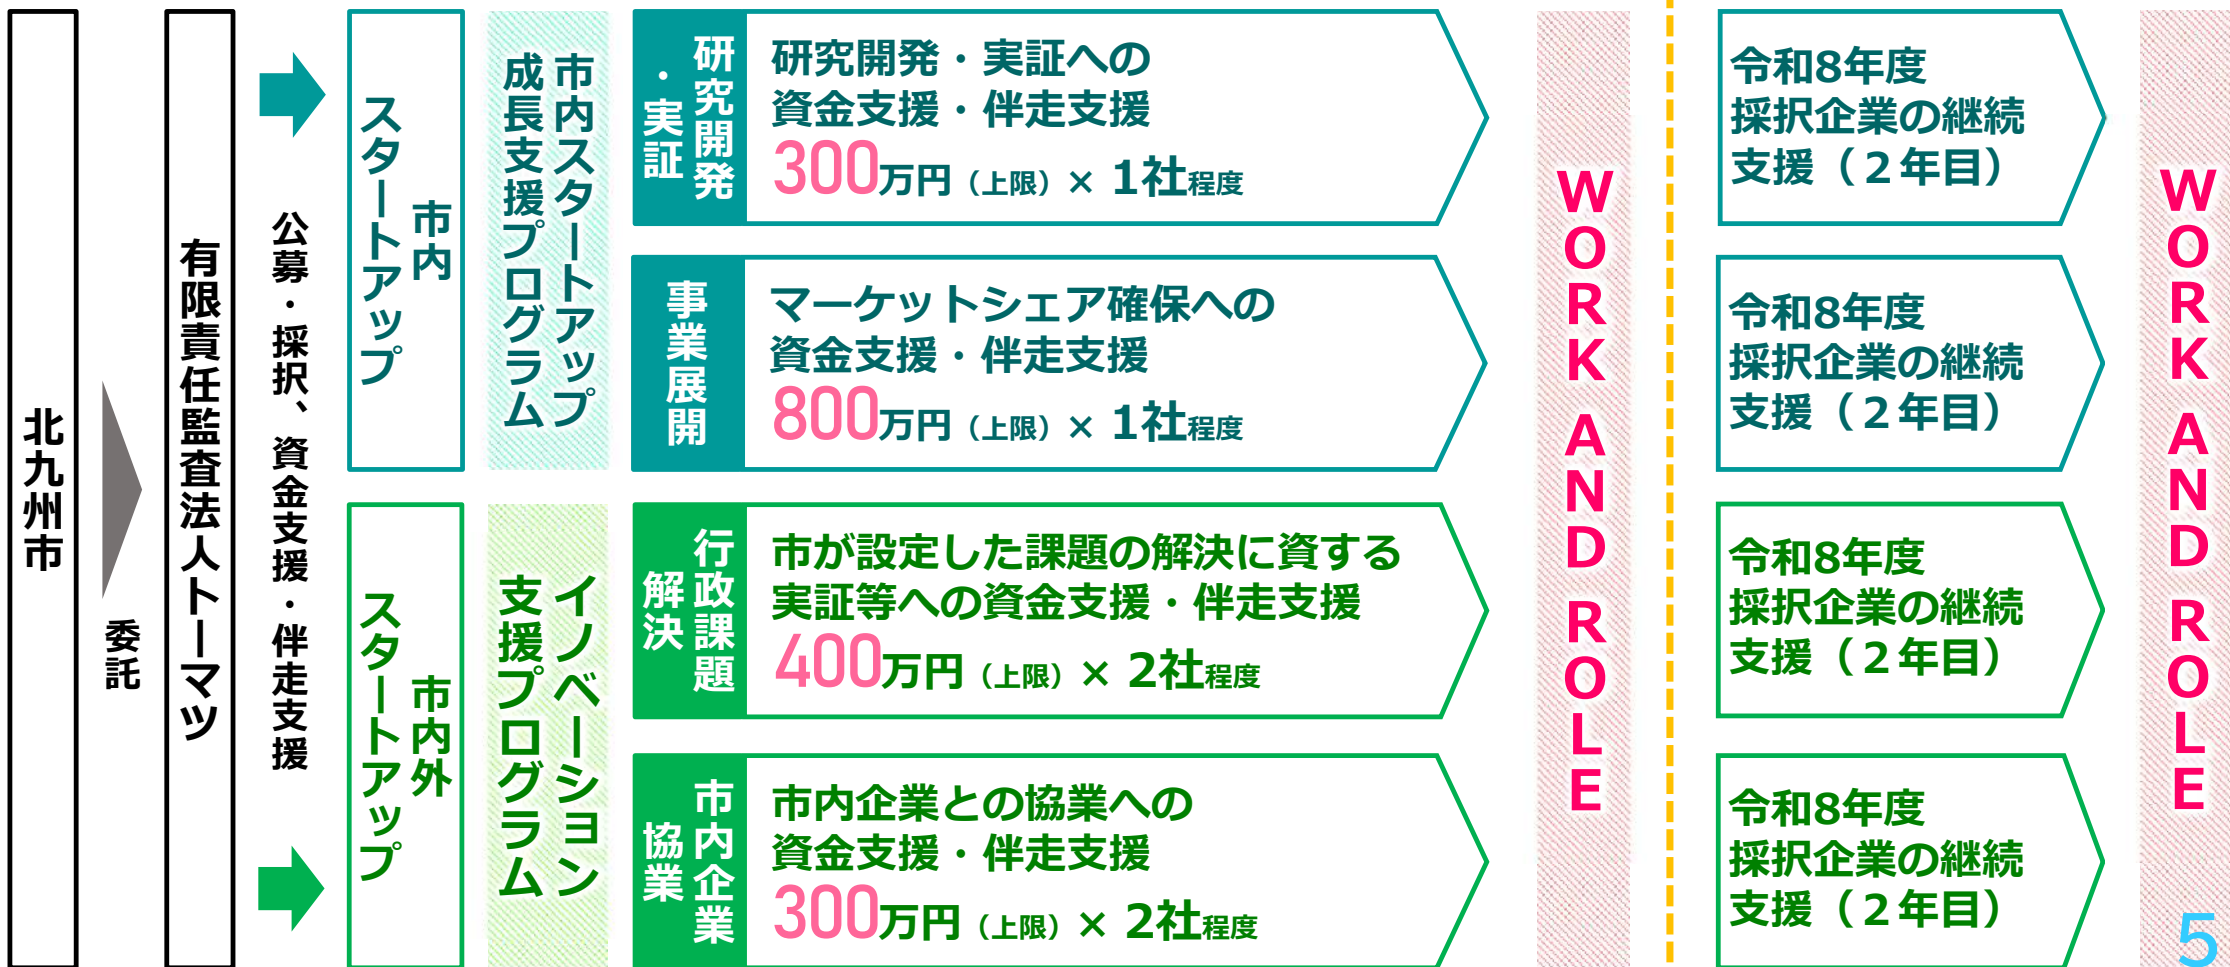 北九州市
委託
有限責任監査法人トーマツ
公募・採択、資金支援・伴走支援
市内
スタートアップ
市内スタートアップ
成長支援プログラム
研究開発
・実証
研究開発・実証への
資金支援・伴走支援
300万円（上限）× 1社程度
事業展開
マーケットシェア確保への
資金支援・伴走支援
800万円（上限）× 1社程度
市内外
スタートアップ
イノベーション
支援プログラム
行政課題
解決
市が設定した課題の解決に資する
実証等への資金支援・伴走支援
400万円（上限）× 2社程度
市内企業
協業
市内企業との協業への
資金支援・伴走支援
300万円（上限）× 2社程度
WORK AND ROLE
令和8年度
採択企業の継続
支援（２年目）
令和8年度
採択企業の継続
支援（２年目）
令和8年度
採択企業の継続
支援（２年目）
令和8年度
採択企業の継続
支援（２年目）
WORK AND ROLE
5